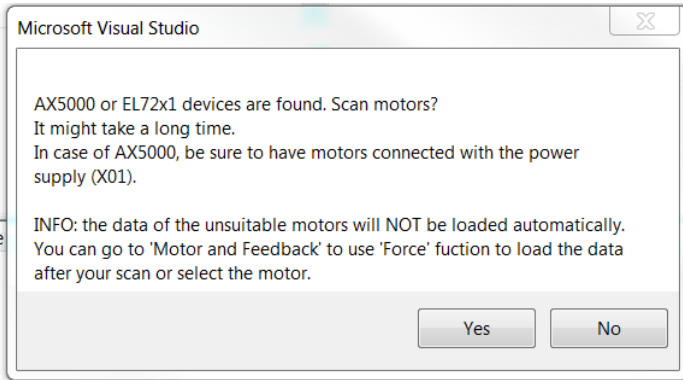 Microsoft Visual Studio
AX5000 or EL72x1 devices are found. Scan motors?
It might take a long time.
In case of AX5000, be sure to have motors connected with the power
supply (X01).
INFO: the data of the unsuitable motors will NOT be loaded automatically.
You can go to 'Motor and Feedback' to use 'Force' fuction to load the data
after your scan or select the motor.
Yes
No